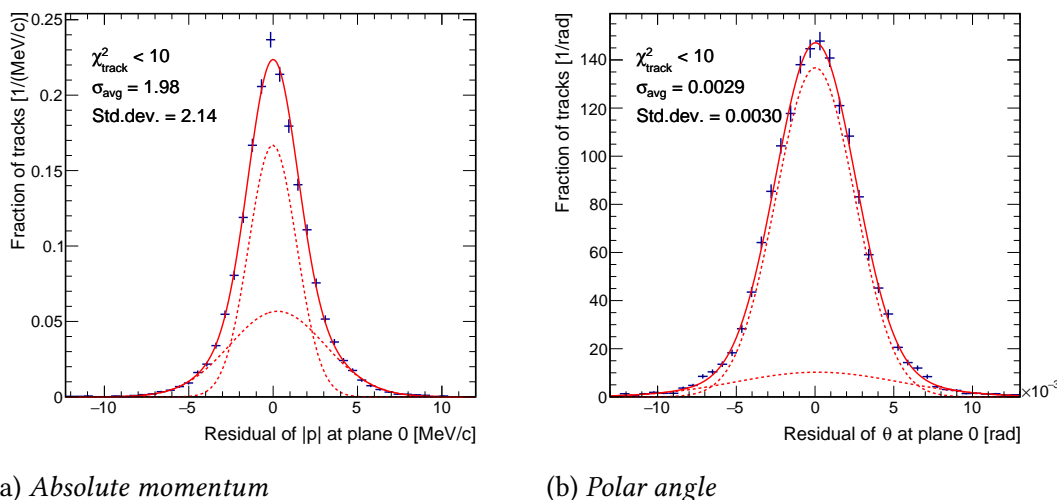 0.25
0.2
0.15
0.1
0.05
0
Fraction of tracks [1/(MeV/c)]
χ²track < 10
σavg = 1.98
Std.dev. = 2.14
−10 −5 0 5 10
Residual of |p| at plane 0 [MeV/c]
140
120
100
80
60
40
20
0
Fraction of tracks [1/rad]
χ²track < 10
σavg = 0.0029
Std.dev. = 0.0030
−10 −5 0 5 10
×10⁻³
Residual of θ at plane 0 [rad]
a) Absolute momentum
(b) Polar angle